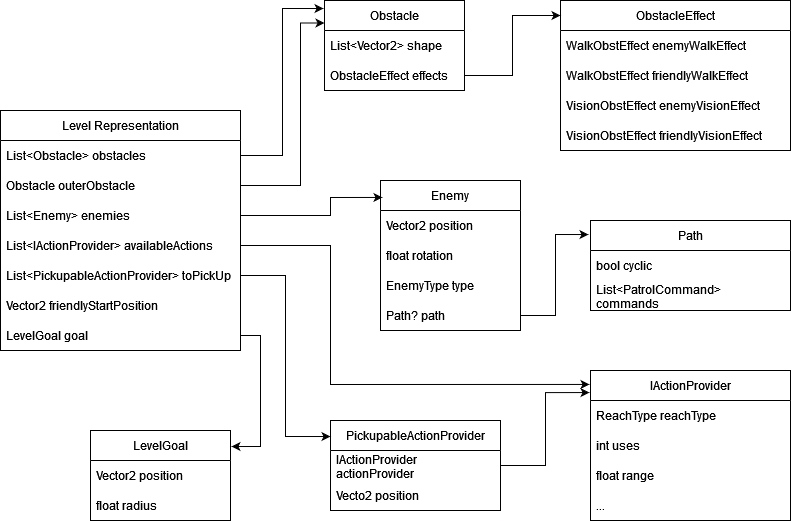 Obstacle
List<Vector2> shape
ObstacleEffect effects
ObstacleEffect
WalkObstEffect enemyWalkEffect
WalkObstEffect friendlyWalkEffect
VisionObstEffect enemyVisionEffect
VisionObstEffect friendlyVisionEffect
Level Representation
List<Obstacle> obstacles
Obstacle outerObstacle
List<Enemy> enemies
List<IActionProvider> availableActions
List<PickupableActionProvider> toPickUp
Vector2 friendlyStartPosition
LevelGoal goal
Enemy
Vector2 position
float rotation
EnemyType type
Path? path
Path
bool cyclic
List<PatrolCommand>
commands
IActionProvider
ReachType reachType
int uses
float range
...
LevelGoal
Vector2 position
float radius
PickupableActionProvider
IActionProvider
actionProvider
Vecto2 position